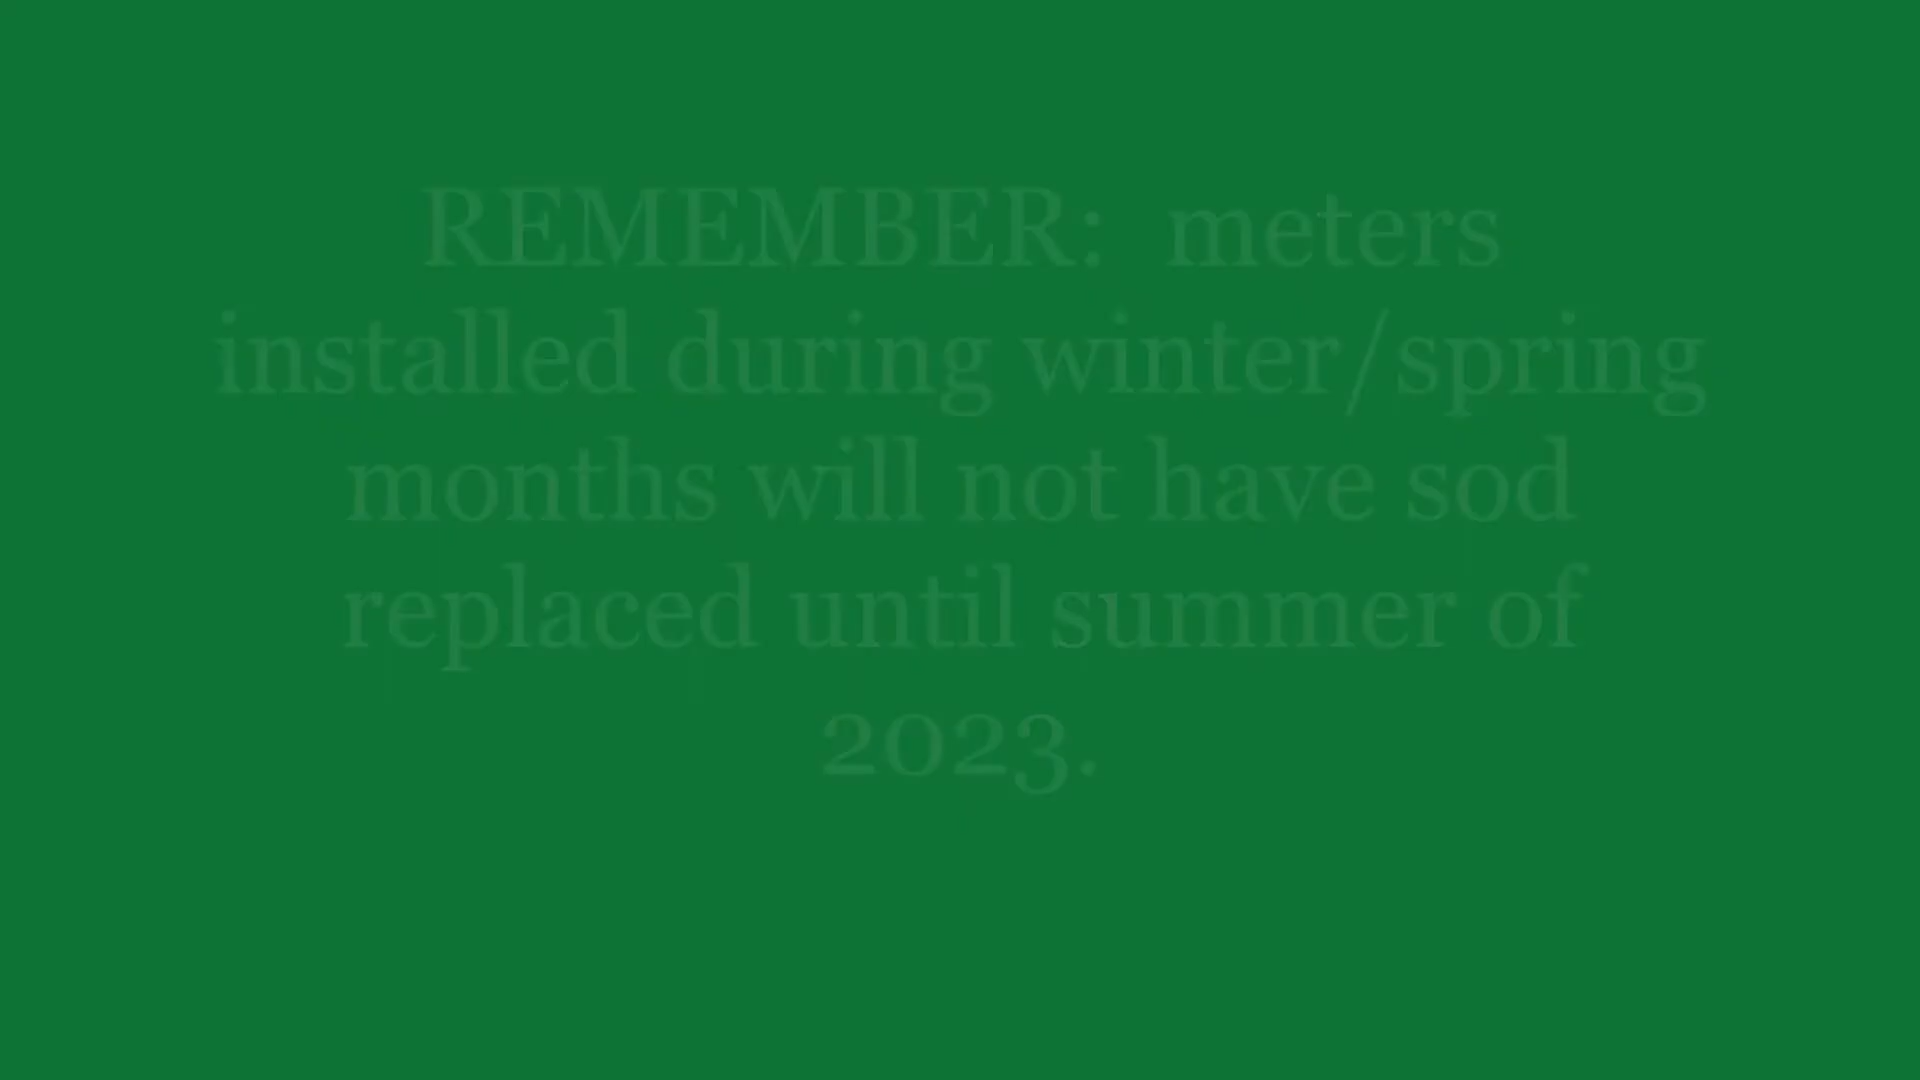 REMEMBER:  meters
installed during winter/spring
months will not have sod
replaced until summer of
2023.